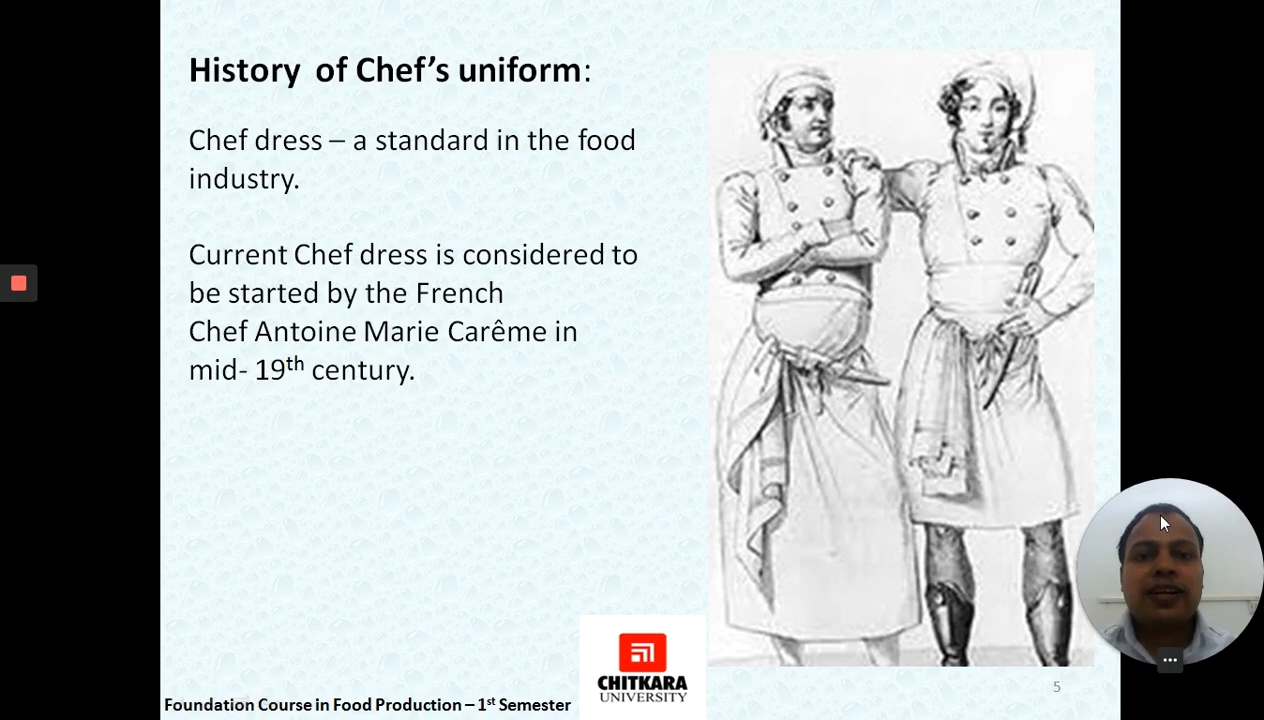 History of Chef’s uniform:
Chef dress – a standard in the food
industry.
Current Chef dress is considered to
be started by the French
Chef Antoine Marie Carême in
mid- 19th century.
CHITKARA
UNIVERSITY
5
Foundation Course in Food Production – 1st Semester